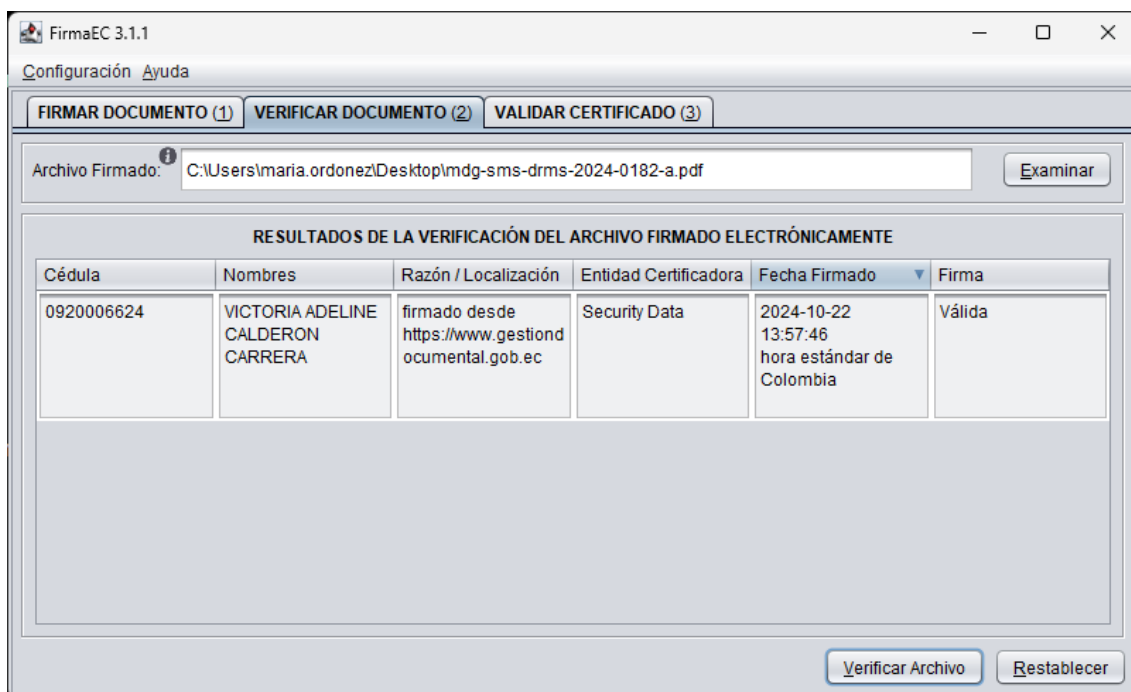 FirmaEC 3.1.1
Configuración Ayuda
FIRMAR DOCUMENTO (1) VERIFICAR DOCUMENTO (2) VALIDAR CERTIFICADO (3)
Archivo Firmado: C:\Users\maria.ordonez\Desktop\mdg-sms-drms-2024-0182-a.pdf Examinar
RESULTADOS DE LA VERIFICACIÓN DEL ARCHIVO FIRMADO ELECTRÓNICAMENTE
Cédula Nombres Razón / Localización Entidad Certificadora Fecha Firmado Firma
0920006624 VICTORIA ADELINE firmado desde Security Data 2024-10-22 Válida
CALDERON https://www.gestiond 13:57:46
CARRERA ocumental.gob.ec hora estándar de
Colombia
Verificar Archivo Restablecer